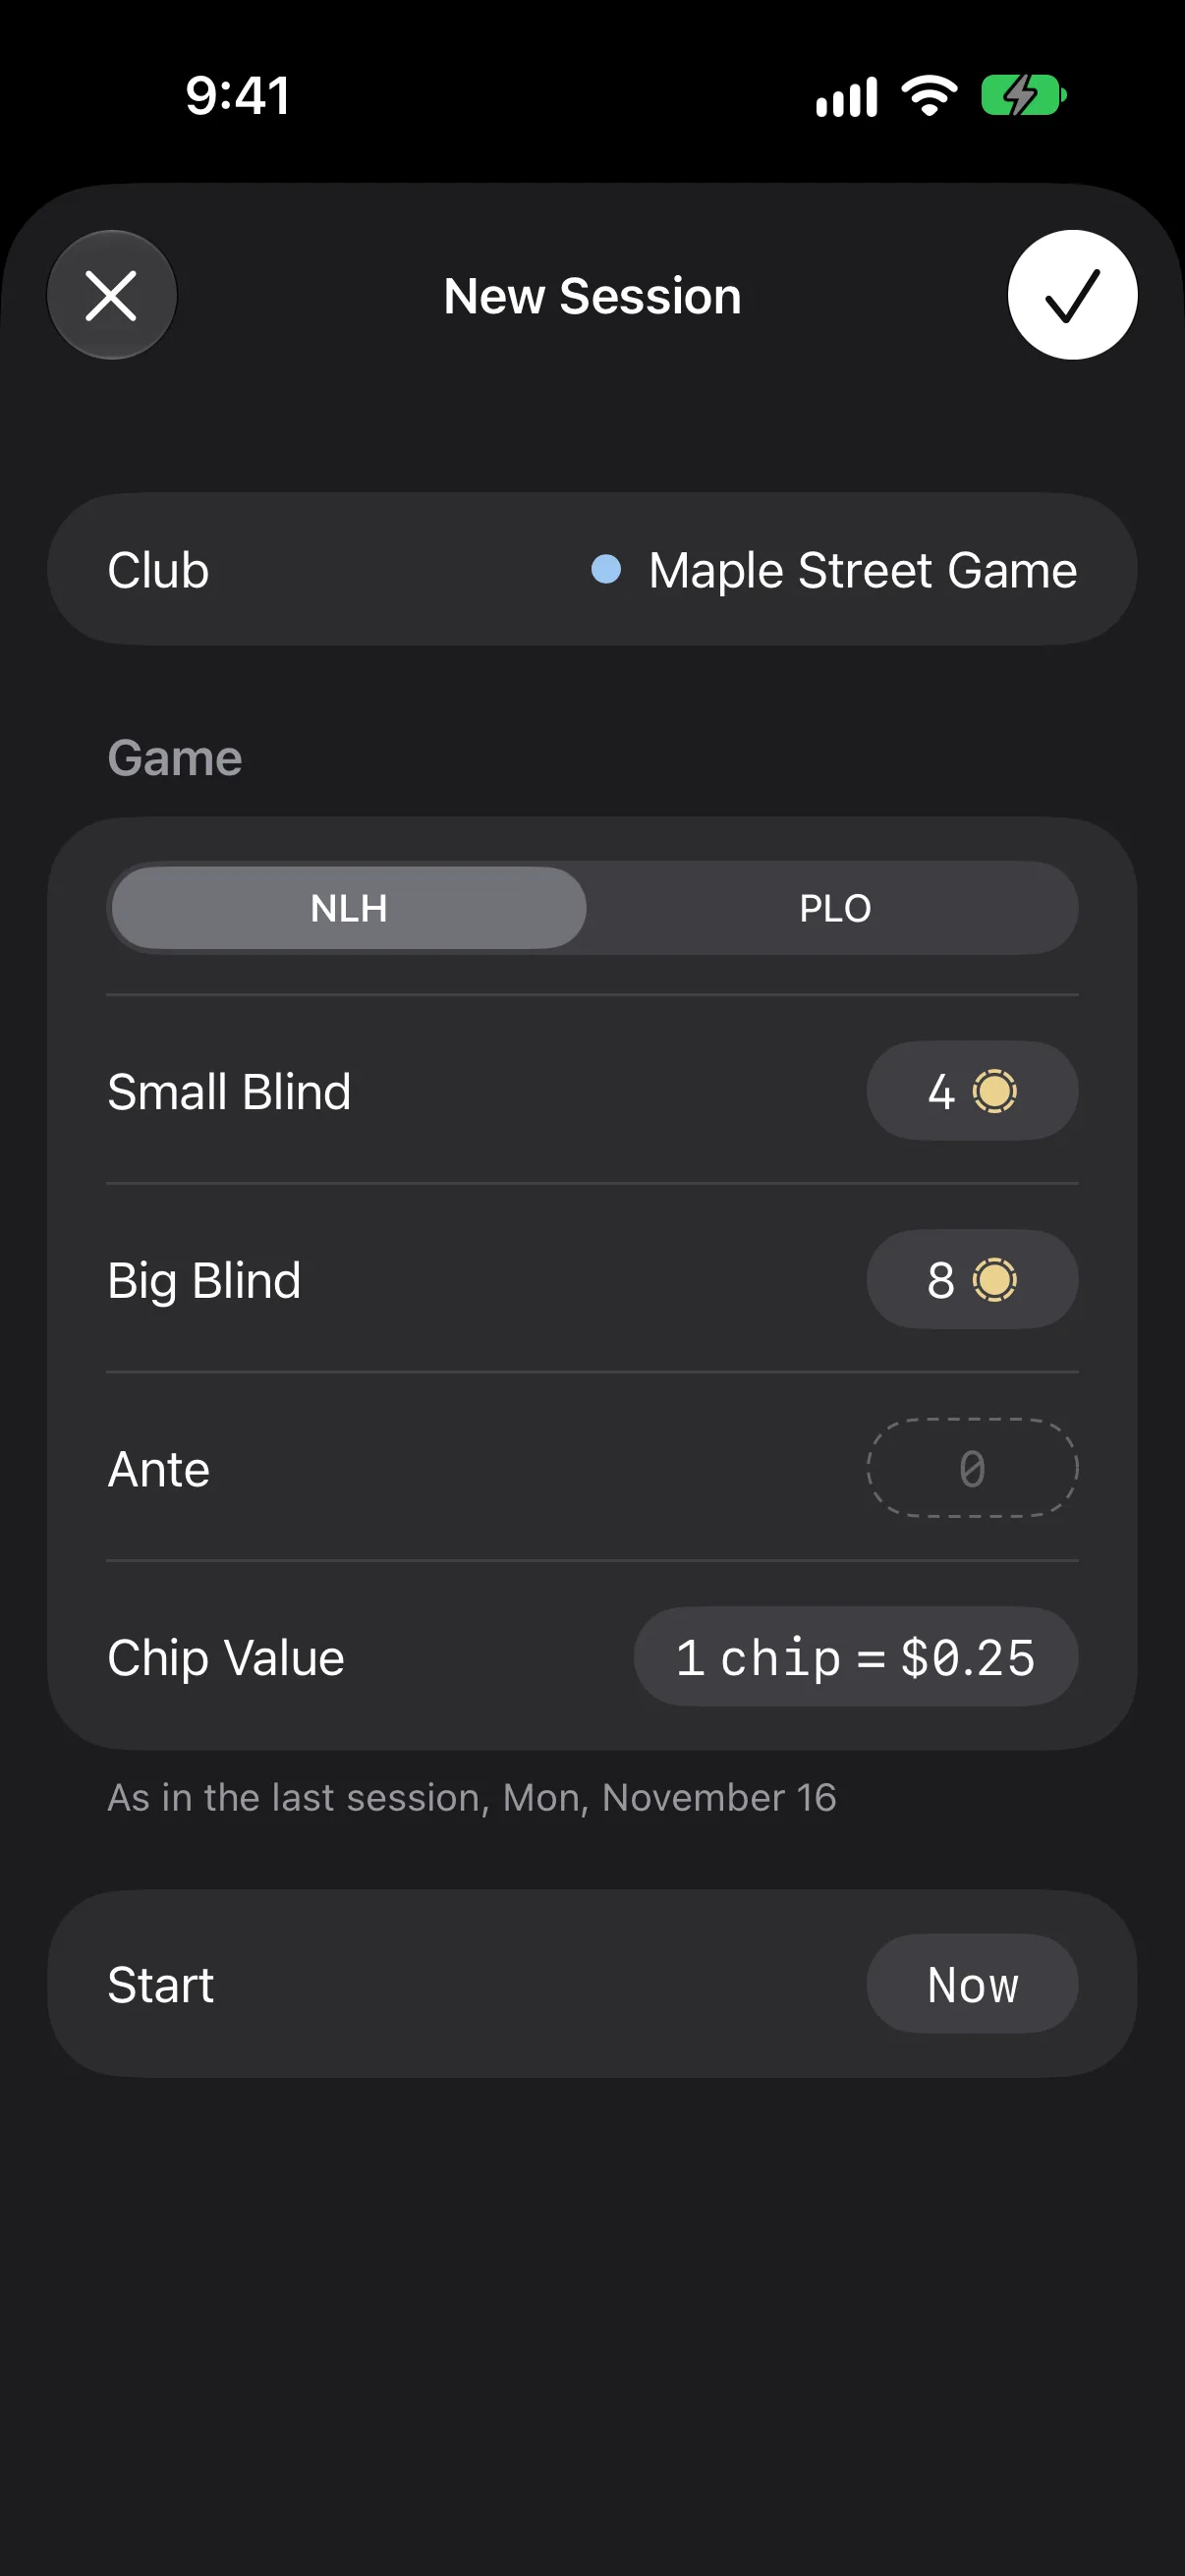 9:41
New Session
Club Maple Street Game
Game
NLH PLO
Small Blind 4
Big Blind 8
Ante 0
Chip Value 1 chip = $0.25
As in the last session, Mon, November 16
Start Now